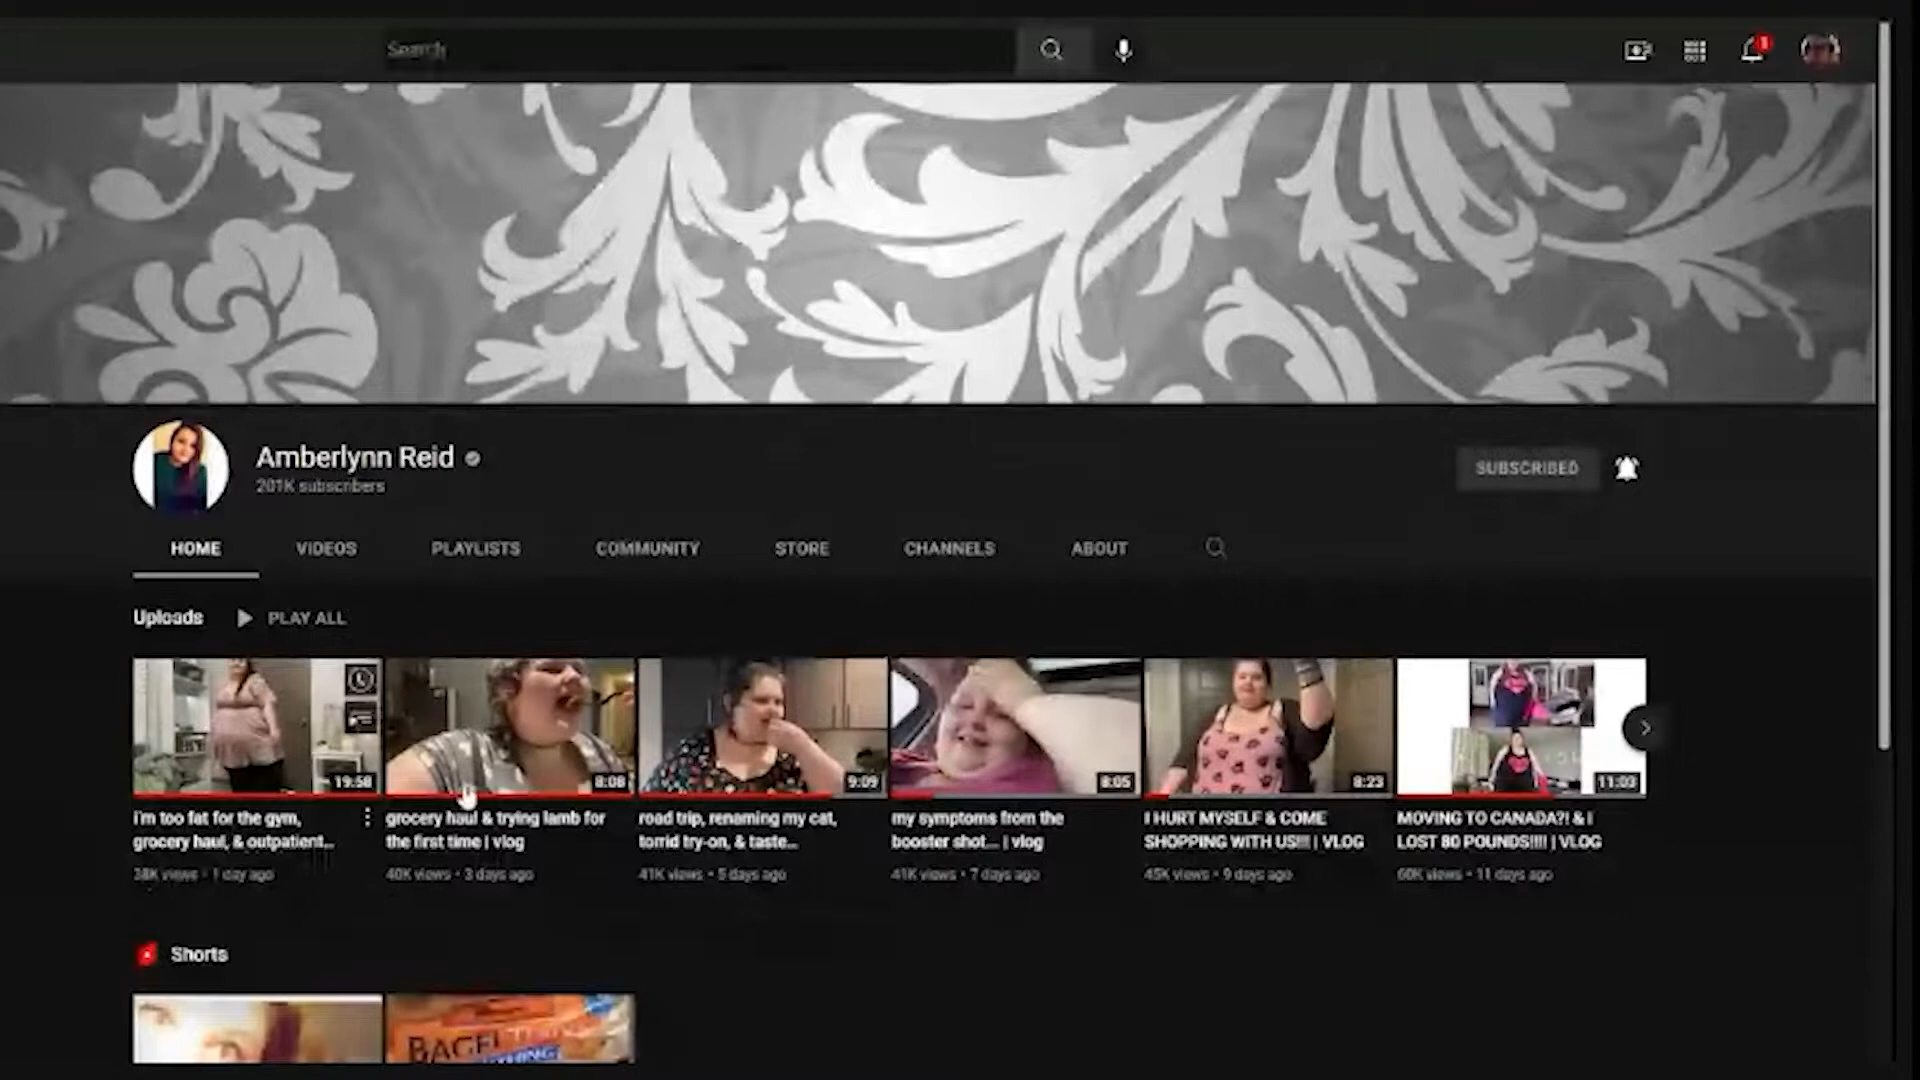 Search
1
Amberlynn Reid
201K subscribers
SUBSCRIBED
HOME VIDEOS PLAYLISTS COMMUNITY STORE CHANNELS ABOUT
Uploads PLAY ALL
19:58 8:08 9:09 8:05 8:23 11:03
i'm too fat for the gym, grocery haul & trying lamb for road trip, renaming my cat, my symptoms from the I HURT MYSELF & COME MOVING TO CANADA?! & I
grocery haul, & outpatient... the first time | vlog torrid try-on, & taste... booster shot... | vlog SHOPPING WITH US!!! | VLOG LOST 80 POUNDS!!!! | VLOG
38K views • 1 day ago 40K views • 3 days ago 41K views • 5 days ago 41K views • 7 days ago 45K views • 9 days ago 60K views • 11 days ago
Shorts